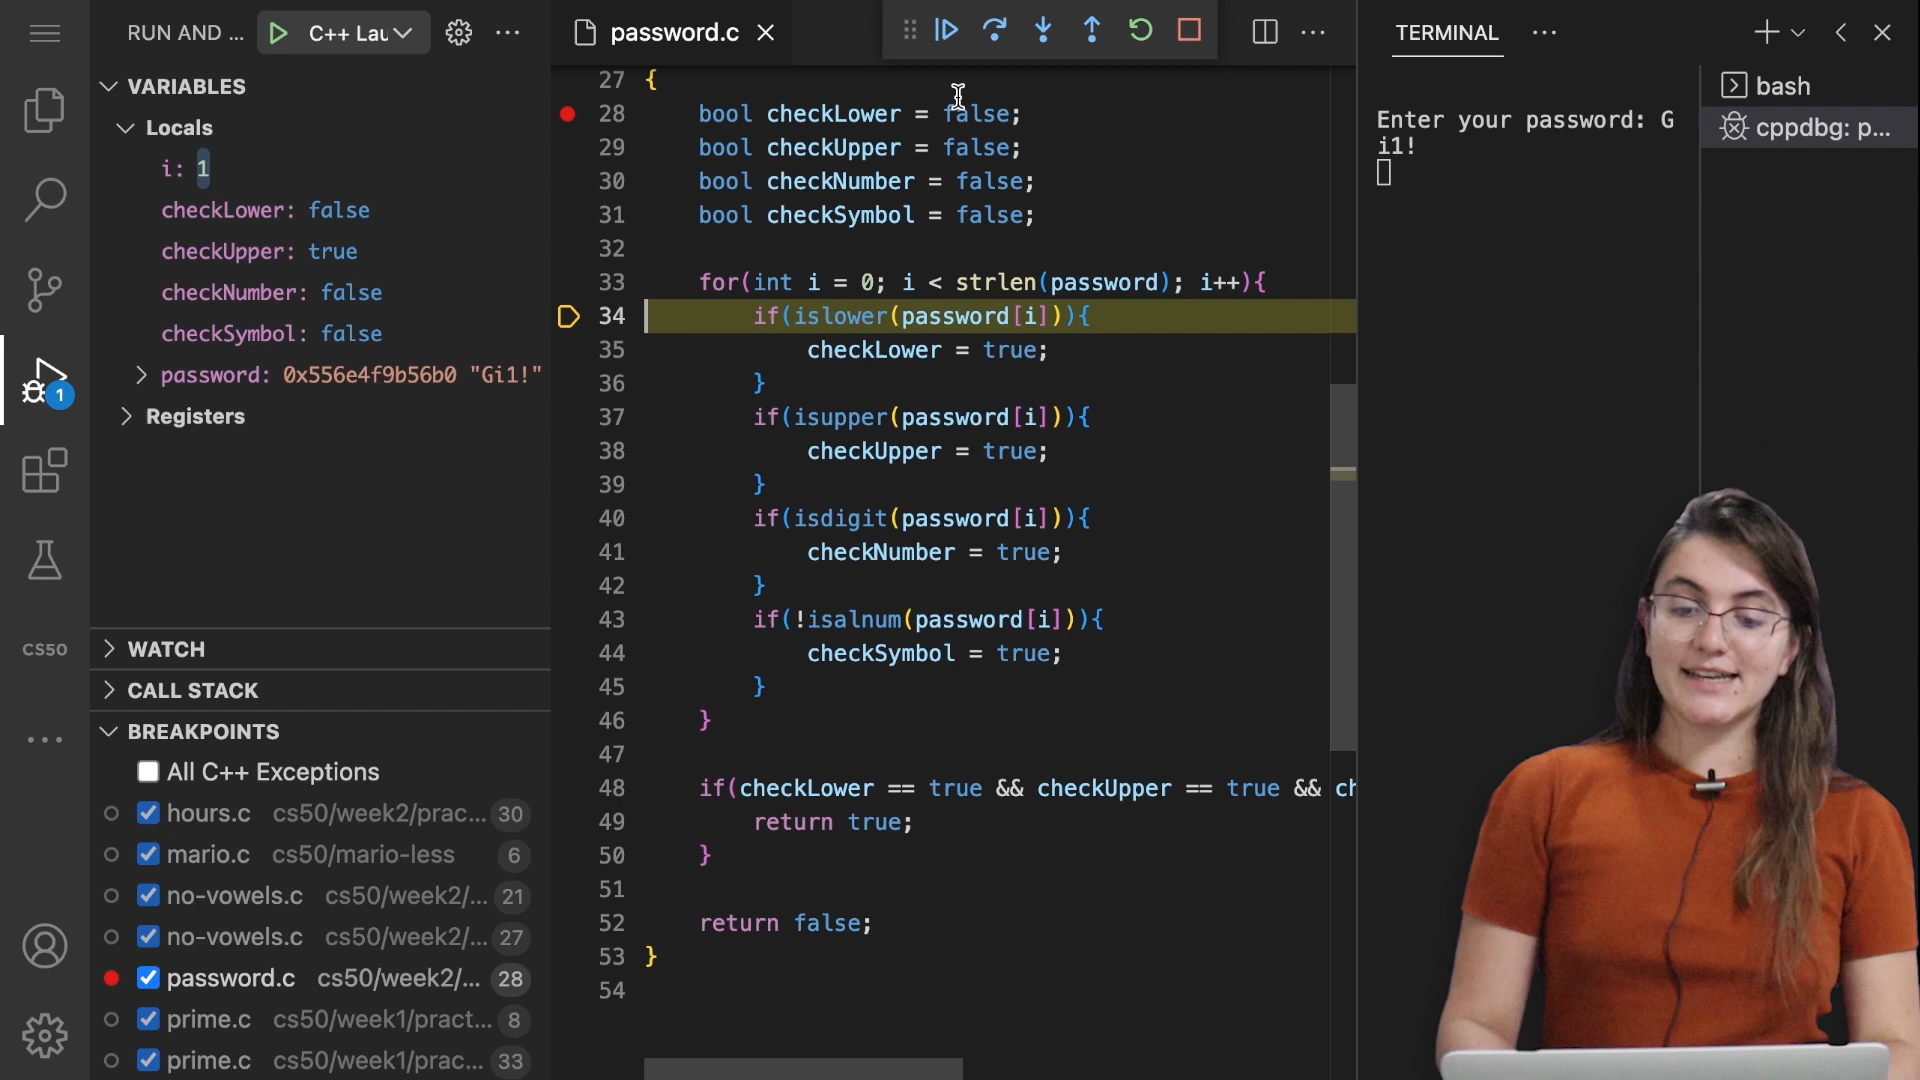 RUN AND ...
C++ Lau
VARIABLES
Locals
i: 1
checkLower: false
checkUpper: true
checkNumber: false
checkSymbol: false
password: 0x556e4f9b56b0 "Gi1!"
Registers
CS50
1
WATCH
CALL STACK
BREAKPOINTS
All C++ Exceptions
hours.c cs50/week2/prac... 30
mario.c cs50/mario-less 6
no-vowels.c cs50/week2/... 21
no-vowels.c cs50/week2/... 27
password.c cs50/week2/... 28
prime.c cs50/week1/pract... 8
prime.c cs50/week1/prac... 33
password.c
27 {
28 bool checkLower = false;
29 bool checkUpper = false;
30 bool checkNumber = false;
31 bool checkSymbol = false;
32
33 for(int i = 0; i < strlen(password); i++){
34 if(islower(password[i])){
35 checkLower = true;
36 }
37 if(isupper(password[i])){
38 checkUpper = true;
39 }
40 if(isdigit(password[i])){
41 checkNumber = true;
42 }
43 if(!isalnum(password[i])){
44 checkSymbol = true;
45 }
46 }
47
48 if(checkLower == true && checkUpper == true && ch
49 return true;
50 }
51
52 return false;
53 }
54
TERMINAL
Enter your password: G
i1!
bash
cppdbg: p...